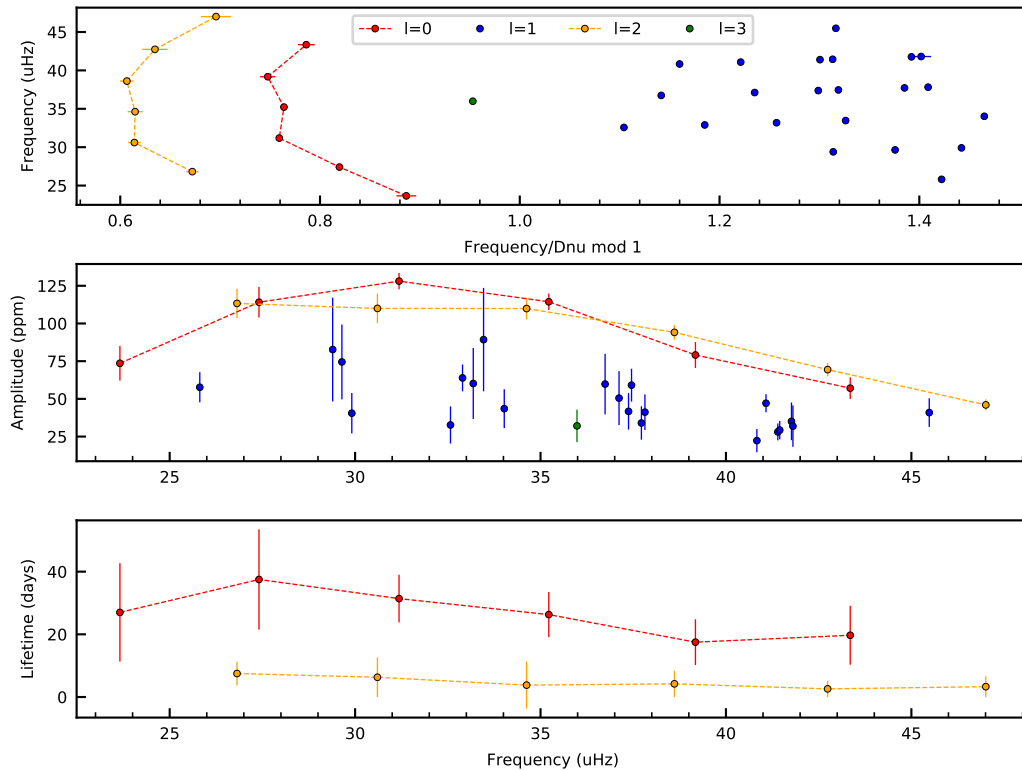 l=0 l=1 l=2 l=3
Frequency (uHz)
45
40
35
30
25
0.6 0.8 1.0 1.2 1.4
Frequency/Dnu mod 1
Amplitude (ppm)
125
100
75
50
25
25 30 35 40 45
Lifetime (days)
40
20
0
25 30 35 40 45
Frequency (uHz)